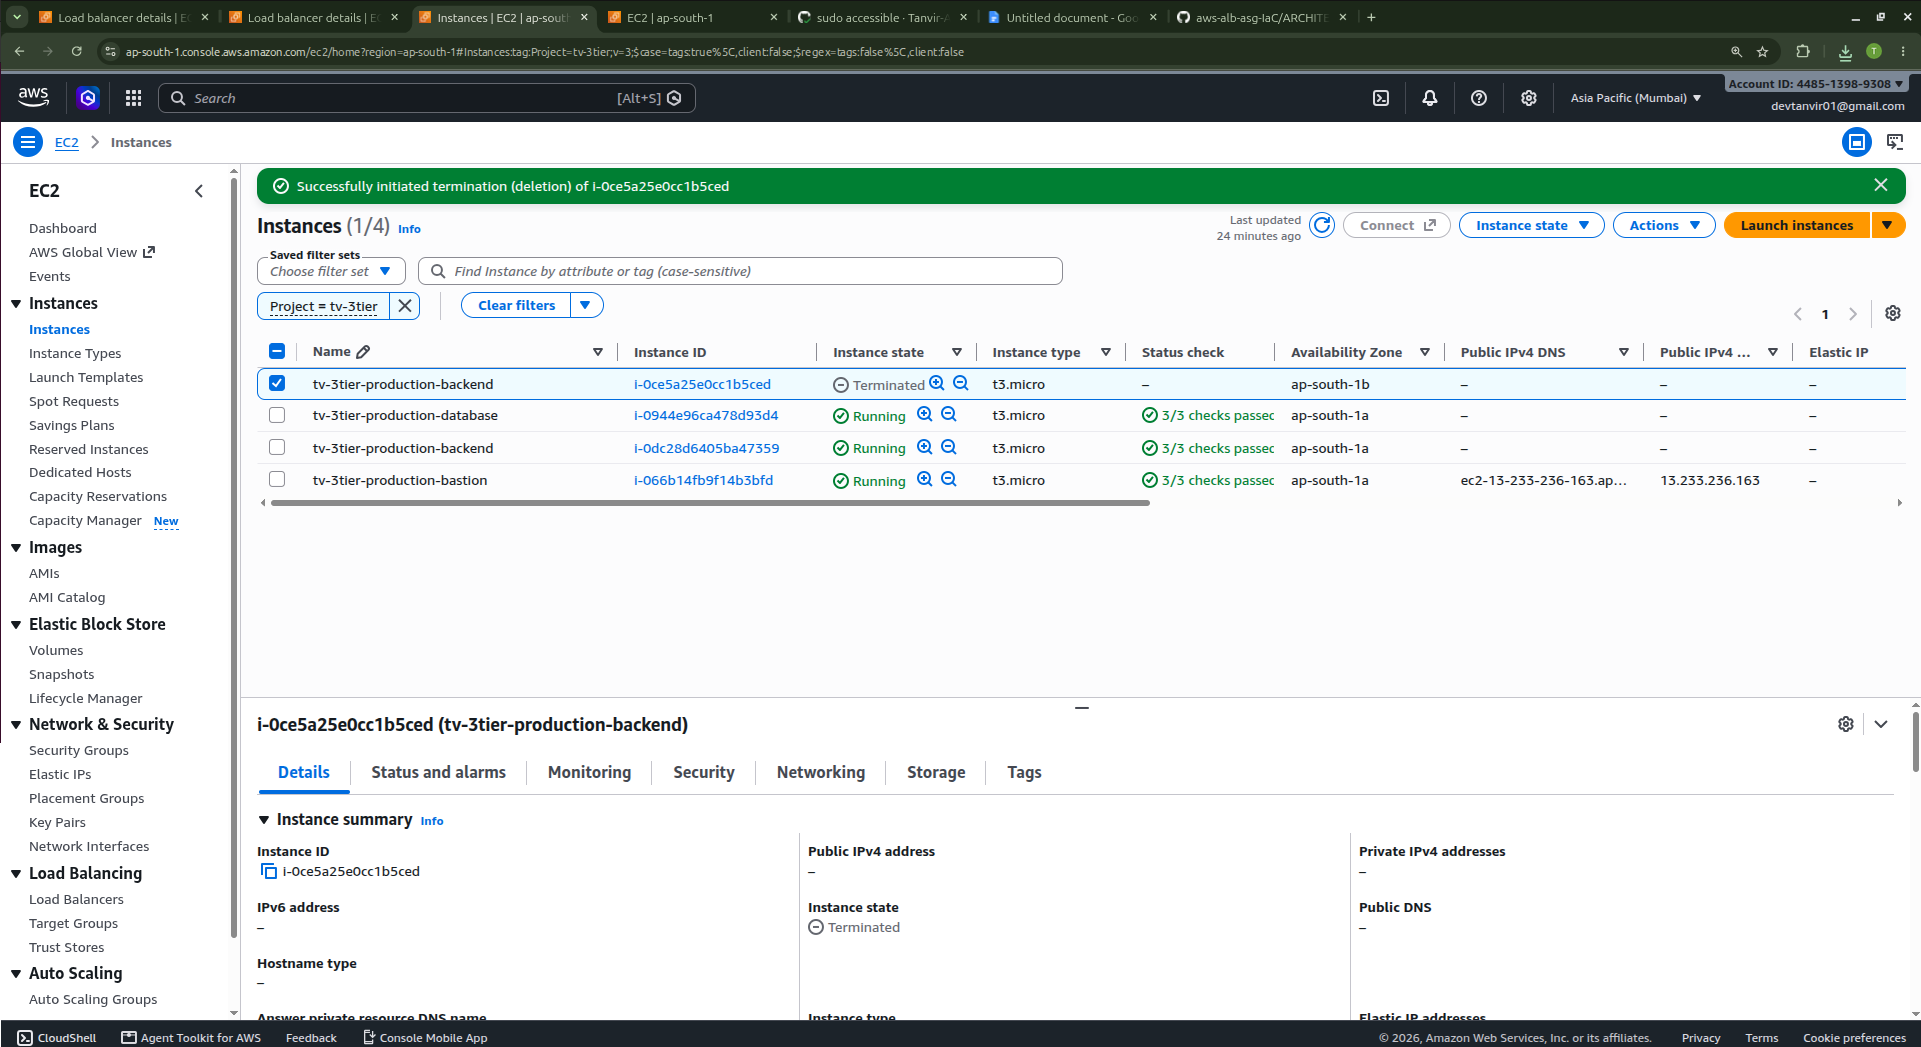 Load balancer details | EC
Load balancer details | EC
Instances | EC2 | ap-sout
EC2 | ap-south-1
sudo accessible · Tanvir-
Untitled document - Goo
aws-alb-asg-IaC/ARCHITE
ap-south-1.console.aws.amazon.com/ec2/home?region=ap-south-1#Instances:tag:Project=tv-3tier;v=3;$case=tags:true%5C,client:false;$regex=tags:false%5C,client:false
T
aws
Search
[Alt+S]
Asia Pacific (Mumbai)
Account ID: 4485-1398-9308
devtanvir01@gmail.com
EC2
Instances
EC2
Dashboard
AWS Global View
Events
Instances
Instances
Instance Types
Launch Templates
Spot Requests
Savings Plans
Reserved Instances
Dedicated Hosts
Capacity Reservations
Capacity Manager New
Images
AMIs
AMI Catalog
Elastic Block Store
Volumes
Snapshots
Lifecycle Manager
Network & Security
Security Groups
Elastic IPs
Placement Groups
Key Pairs
Network Interfaces
Load Balancing
Load Balancers
Target Groups
Trust Stores
Auto Scaling
Auto Scaling Groups
Successfully initiated termination (deletion) of i-0ce5a25e0cc1b5ced
Instances (1/4) Info
Last updated
24 minutes ago
Connect
Instance state
Actions
Launch instances
Saved filter sets
Choose filter set
Find Instance by attribute or tag (case-sensitive)
Project = tv-3tier
Clear filters
1
Name Instance ID Instance state Instance type Status check Availability Zone Public IPv4 DNS Public IPv4 ... Elastic IP
tv-3tier-production-backend i-0ce5a25e0cc1b5ced Terminated t3.micro – ap-south-1b – – –
tv-3tier-production-database i-0944e96ca478d93d4 Running t3.micro 3/3 checks passec ap-south-1a – – –
tv-3tier-production-backend i-0dc28d6405ba47359 Running t3.micro 3/3 checks passec ap-south-1a – – –
tv-3tier-production-bastion i-066b14fb9f14b3bfd Running t3.micro 3/3 checks passec ap-south-1a ec2-13-233-236-163.ap... 13.233.236.163 –
i-0ce5a25e0cc1b5ced (tv-3tier-production-backend)
Details
Status and alarms
Monitoring
Security
Networking
Storage
Tags
Instance summary Info
Instance ID
i-0ce5a25e0cc1b5ced
Public IPv4 address
–
Private IPv4 addresses
–
IPv6 address
–
Instance state
Terminated
Public DNS
–
Hostname type
–
Answer private resource DNS name
Instance type
Elastic IP addresses
CloudShell
Agent Toolkit for AWS
Feedback
Console Mobile App
© 2026, Amazon Web Services, Inc. or its affiliates.
Privacy
Terms
Cookie preferences